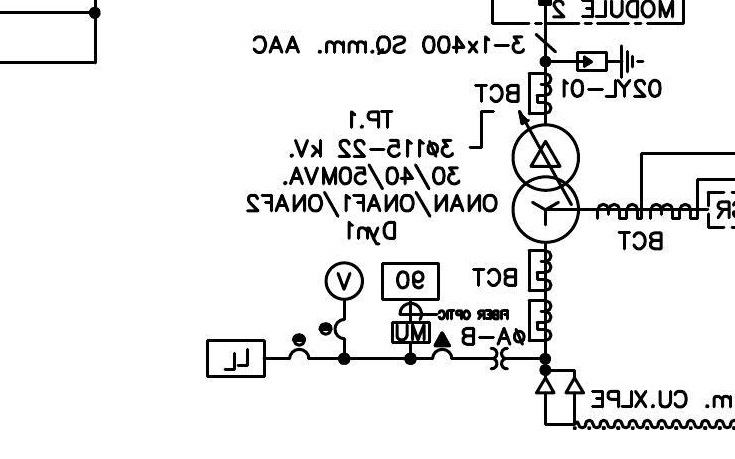 MODULE 2
3-1x400 SQ.mm. AAC
02YL-01
BCT
TP.1
3ø115-22 kV.
30/40/50MVA.
ONAN/ONAF1/ONAF2
Dyn1
BCT
BCT
90
V
FIBER OPTIC
MU
øA-B
LL
m. CU.XLPE